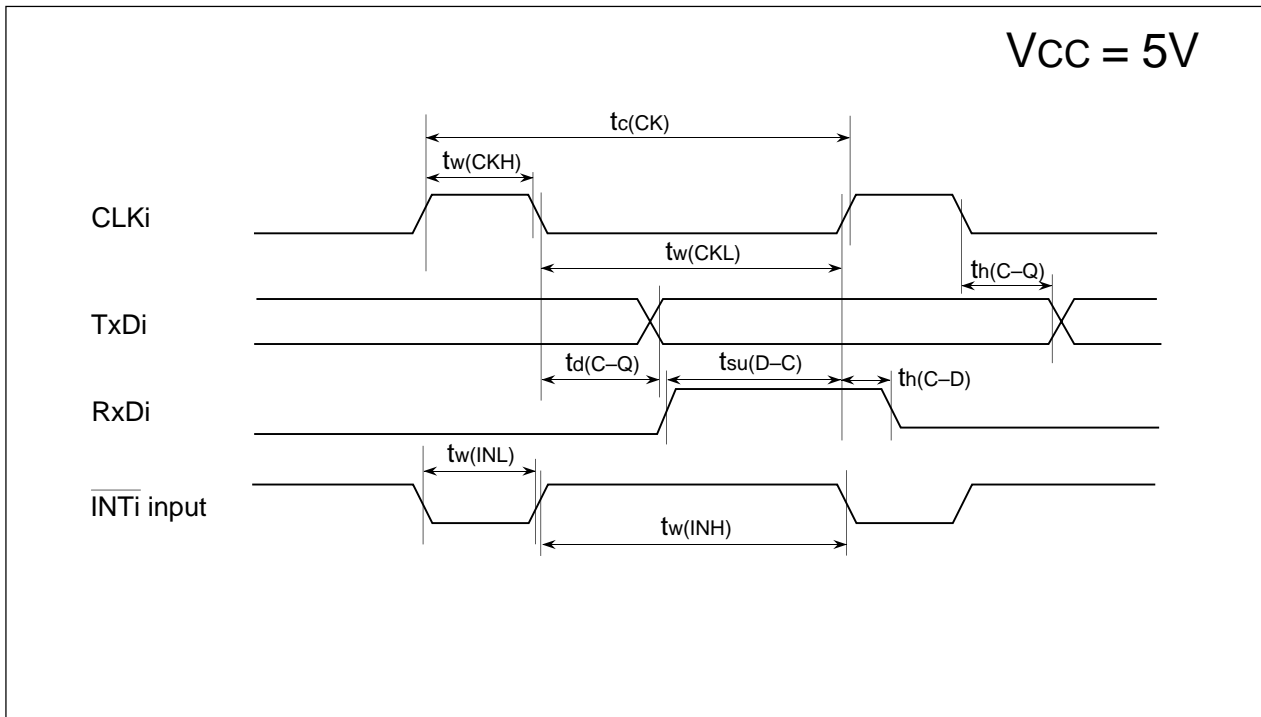 VCC = 5V
tc(CK)
tw(CKH)
CLKi
tw(CKL)
th(C–Q)
TxDi
td(C–Q)
tsu(D–C)
th(C–D)
RxDi
tw(INL)
INTi input
tw(INH)